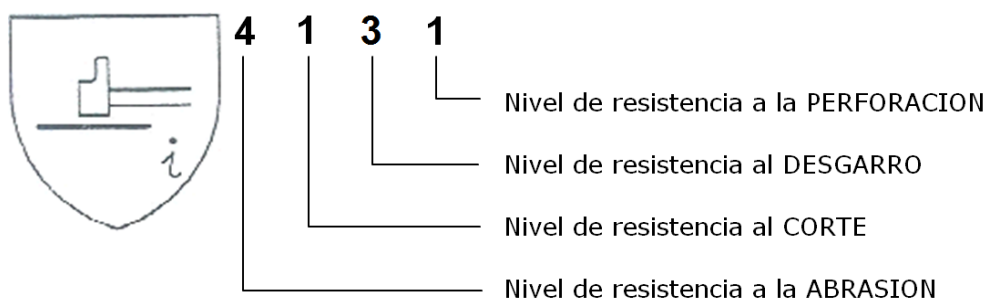 4 1 3 1
Nivel de resistencia a la PERFORACION
Nivel de resistencia al DESGARRO
i
Nivel de resistencia al CORTE
Nivel de resistencia a la ABRASION